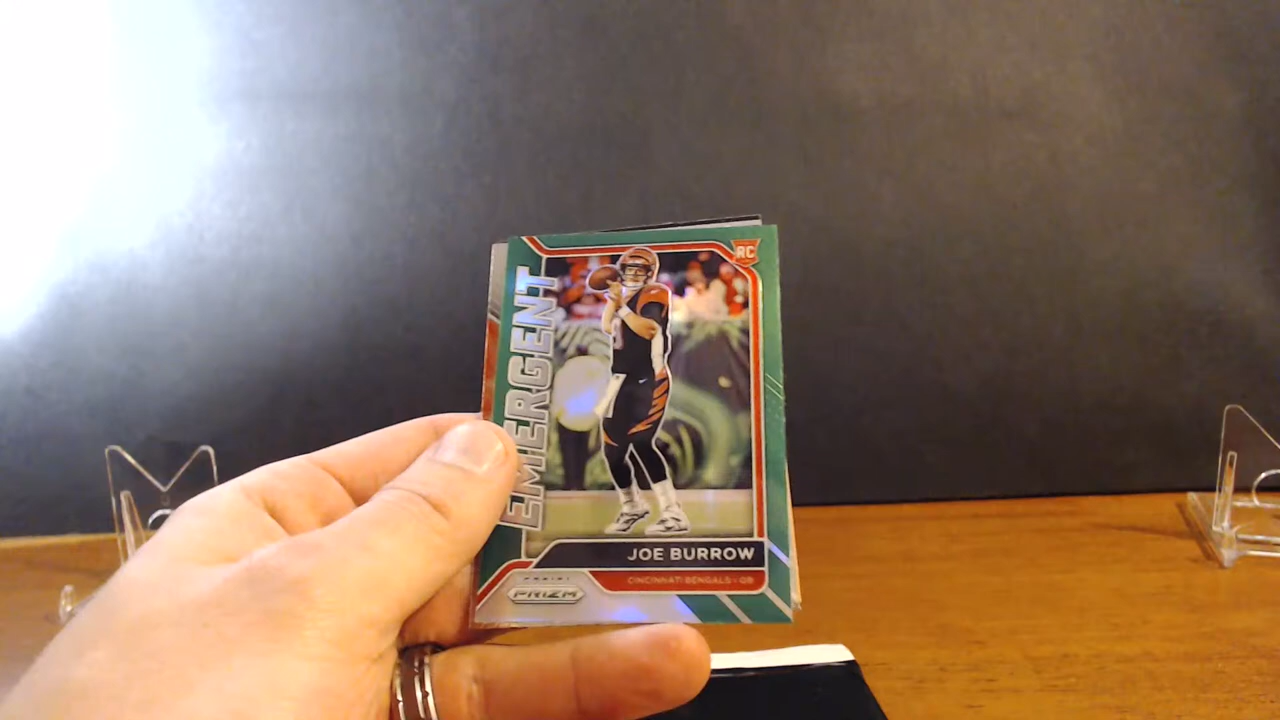 RC
EMERGENT
JOE BURROW
CINCINNATI BENGALS - QB
PANINI
PRIZM